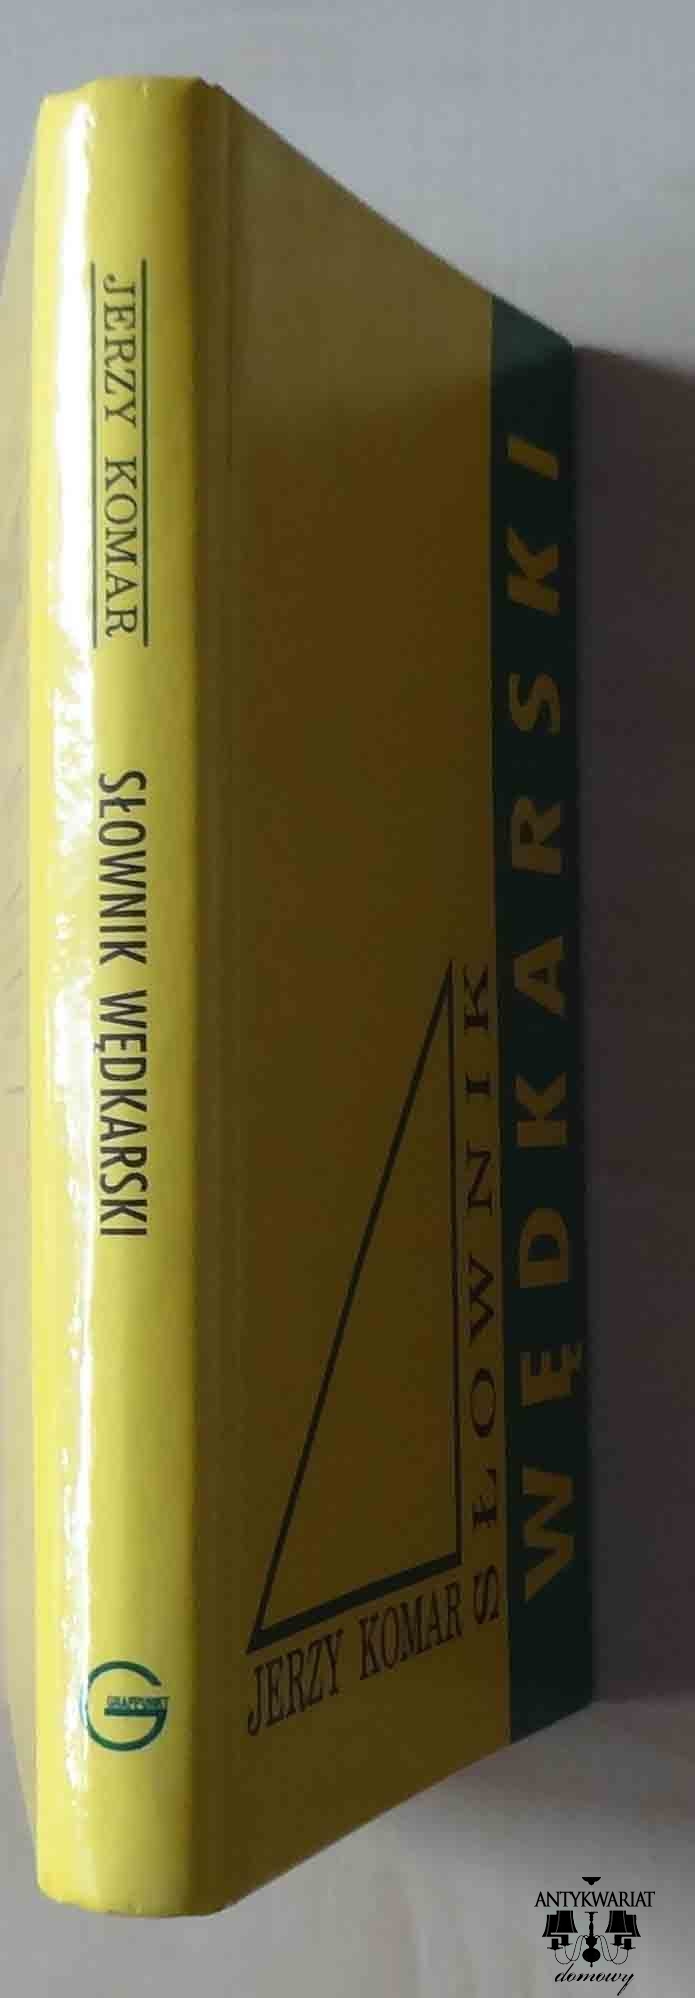 JERZY KOMAR
SŁOWNIK WĘDKARSKI
GRAFPUNKT
JERZY KOMAR
SŁOWNIK
WĘDKARSKI
ANTYKWARIAT
domowy